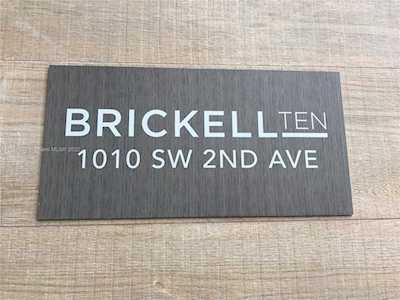 BRICKELL TEN
1010 SW 2ND AVE